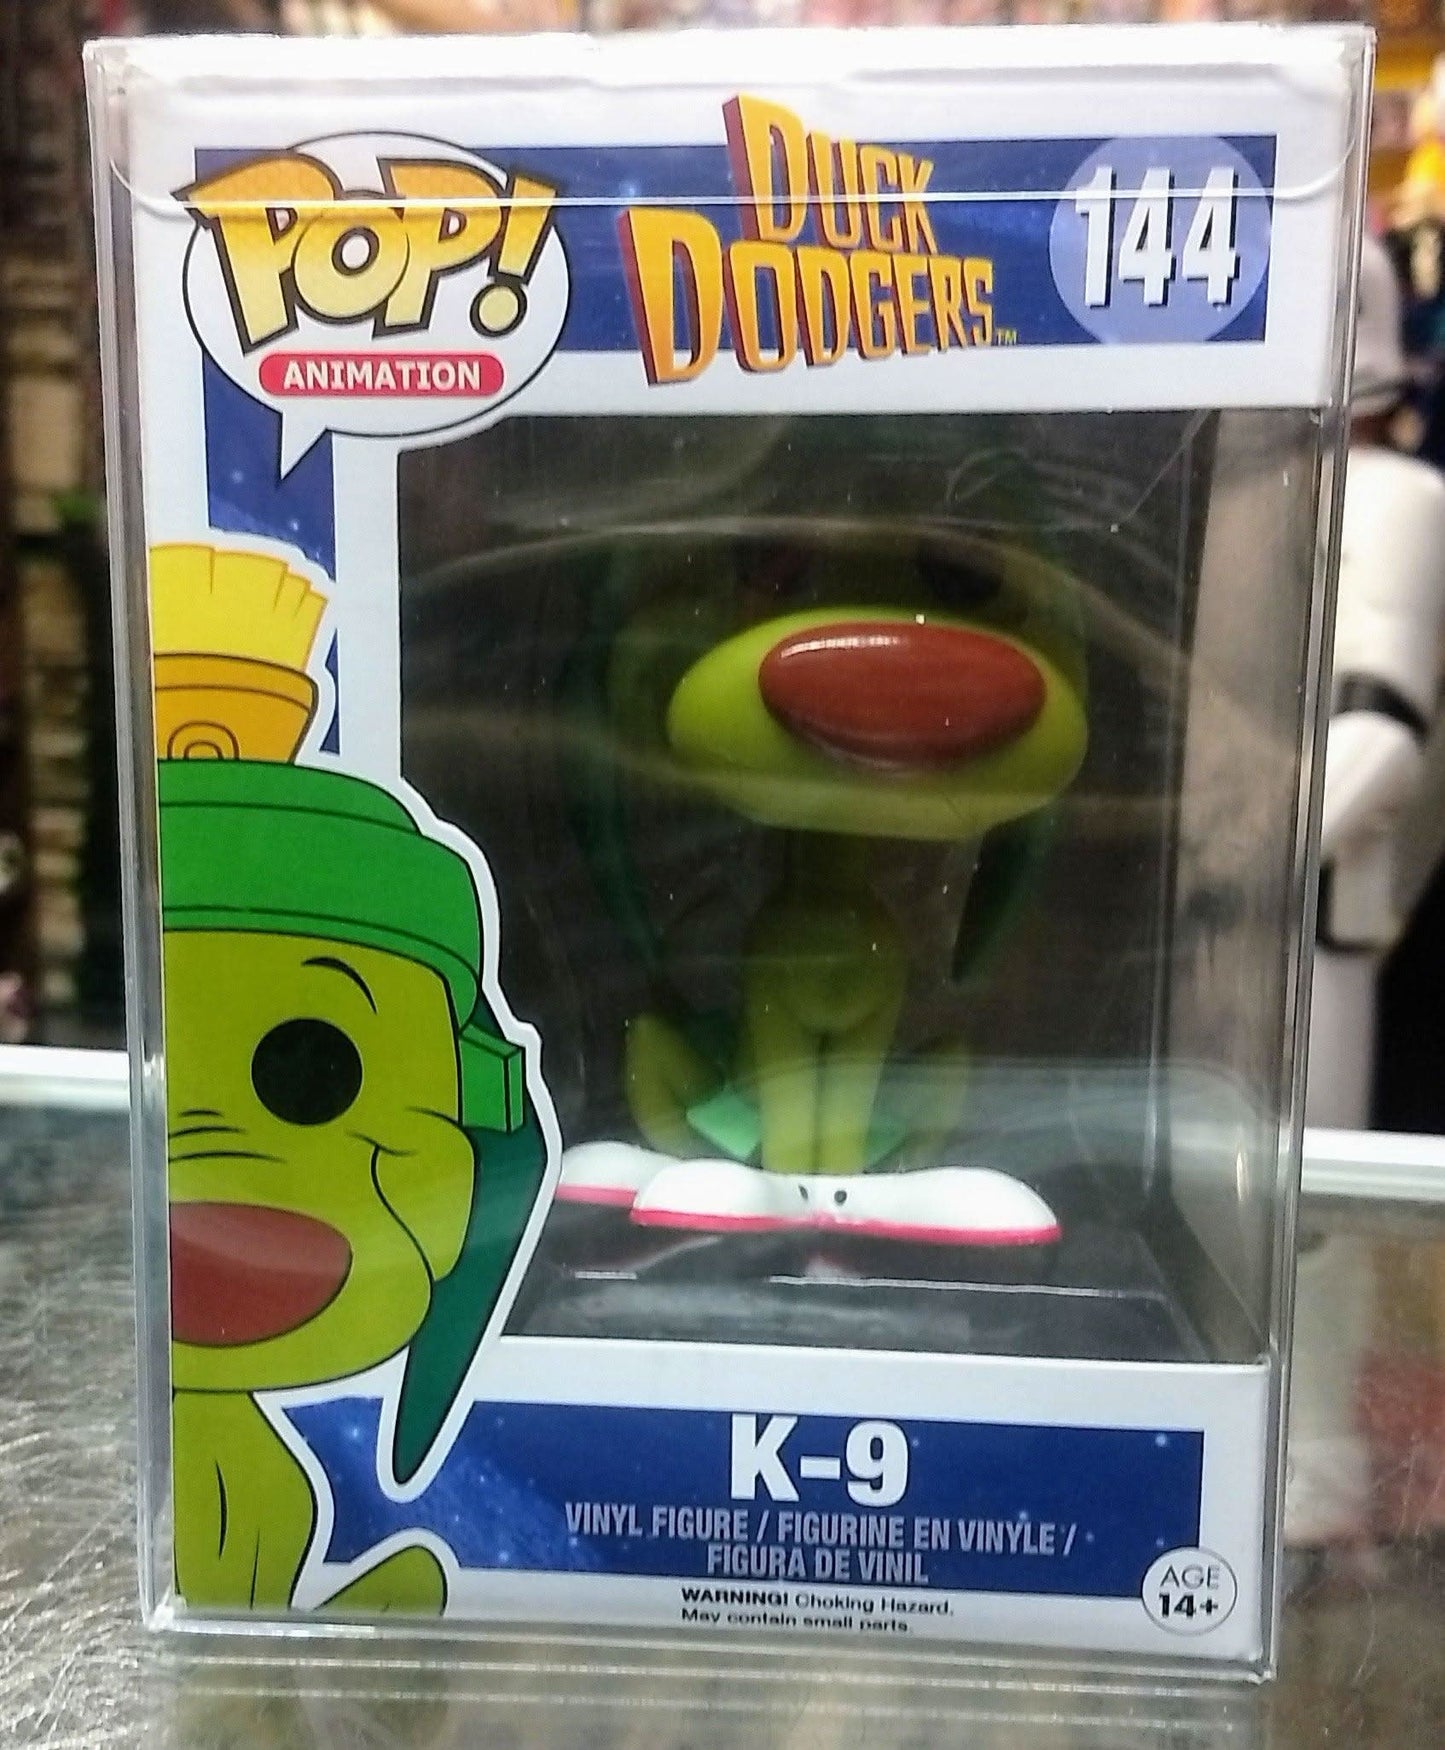 POP!
ANIMATION
DUCK
DODGERS™
144
K-9
VINYL FIGURE / FIGURINE EN VINYLE /
FIGURA DE VINIL
WARNING! Choking Hazard.
May contain small parts.
AGE
14+